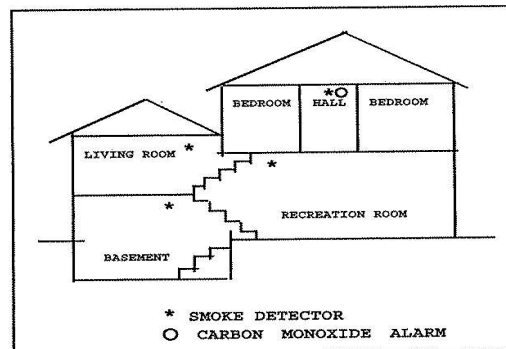 BEDROOM HALL BEDROOM
LIVING ROOM
RECREATION ROOM
BASEMENT
* SMOKE DETECTOR
O CARBON MONOXIDE ALARM